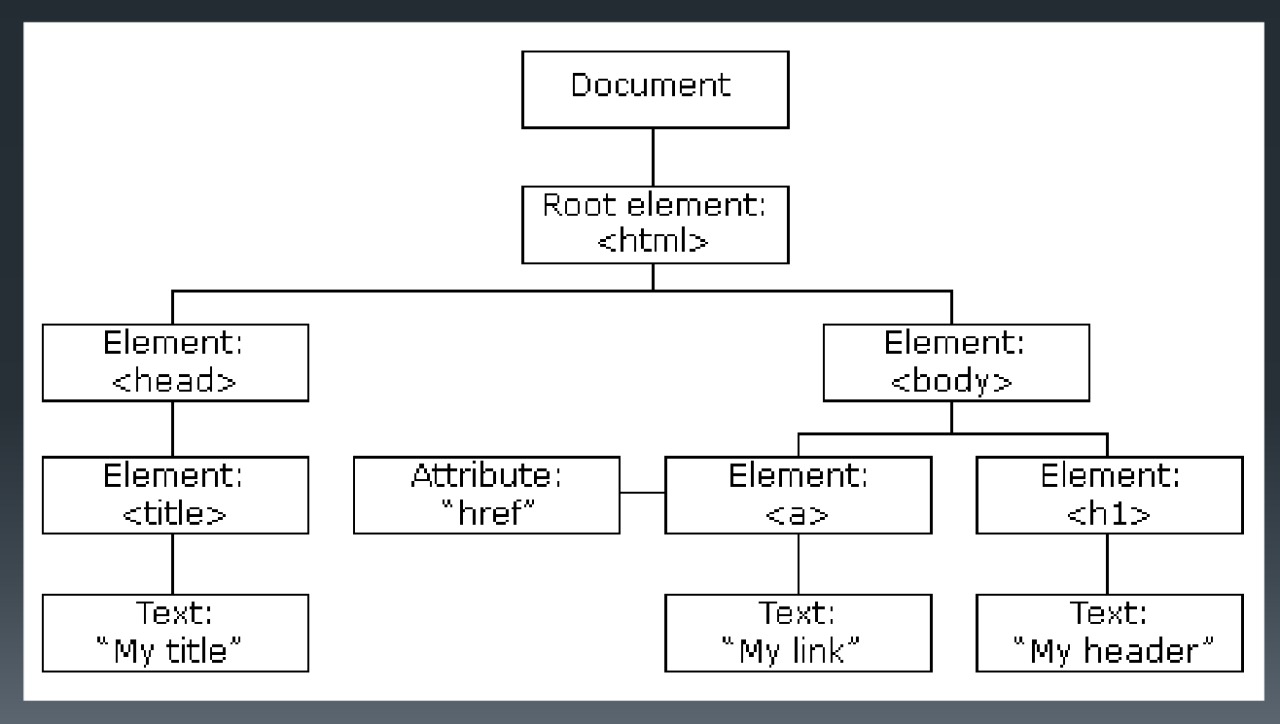 Document
Root element:
<html>
Element:
<head>
Element:
<body>
Element:
<title>
Attribute:
“href”
Element:
<a>
Element:
<h1>
Text:
“My title”
Text:
“My link”
Text:
“My header”